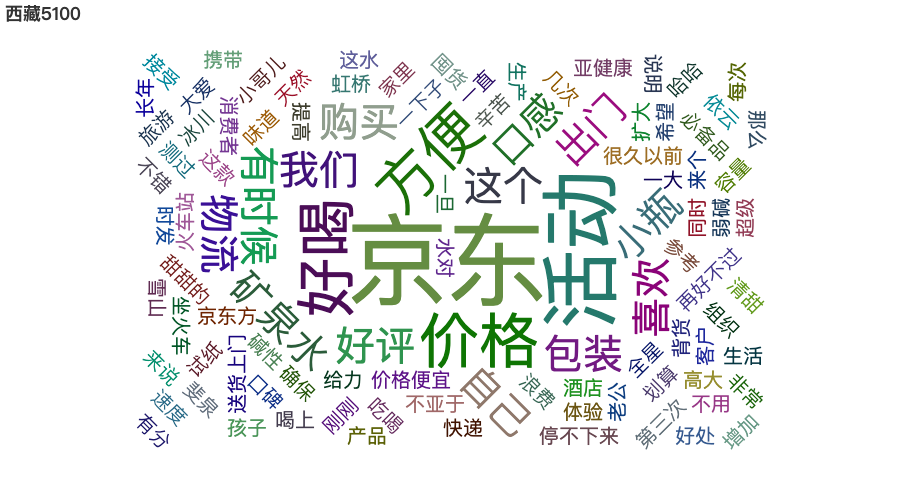 西藏5100
接受
携带
这水
囤货
生产
亚健康
说明
每次
长年
大爱
小哥儿
天然
虹桥
家里
一下子
一直
几次
哈哈
依云
那么
旅游
冰川
消费者
味道
提高
购买
方便
辛苦
口感
出门
扩大
希望
必备品
测过
不错
这款
有时候
我们
一旦
这个
很久以前
一大
来个
容量
时发
火车站
物流
好喝
京东
水对
活动
小瓶
同时
弱碱
超级
甜甜的
雪山
坐火车
京东方
矿泉水
喜欢
参考
再好不过
清甜
来说
试纸
送货上门
碱性
好评
价格
包装
全星
背货
客户
组织
生活
速度
斐泉
口碑
确保
给力
价格便宜
自己
浪费
酒店
老公
划算
高大
非常
有分
孩子
喝上
刚刚
吃喝
产品
不亚于
快递
体验
停不下来
第三次
不用
好处
增加